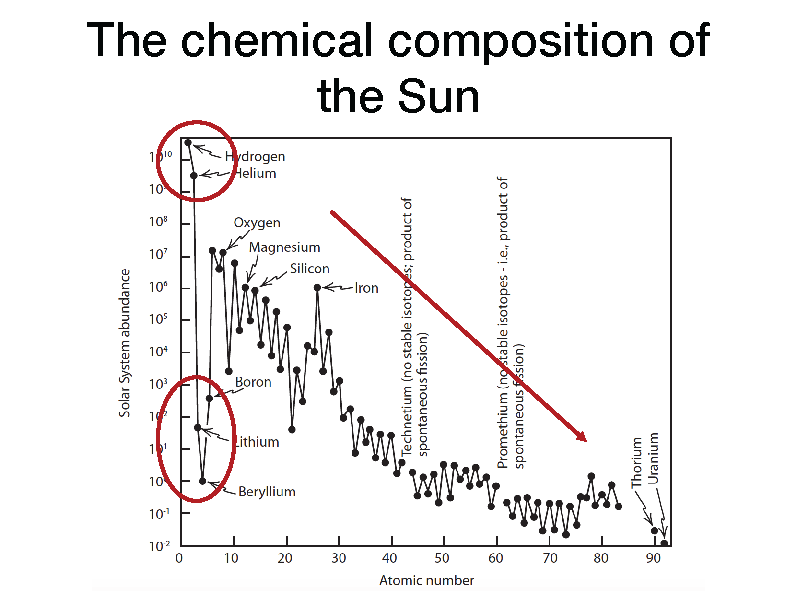 The chemical composition of
the Sun
Solar System abundance
10^10
10^9
10^8
10^7
10^6
10^5
10^4
10^3
10^2
10^1
10^0
10^-1
10^-2
Hydrogen
Helium
Oxygen
Magnesium
Silicon
Iron
Boron
Lithium
Beryllium
Technetium (no stable isotopes; product of
spontaneous fission)
Promethium (no stable isotopes - i.e., product of
spontaneous fission)
Thorium
Uranium
0 10 20 30 40 50 60 70 80 90
Atomic number